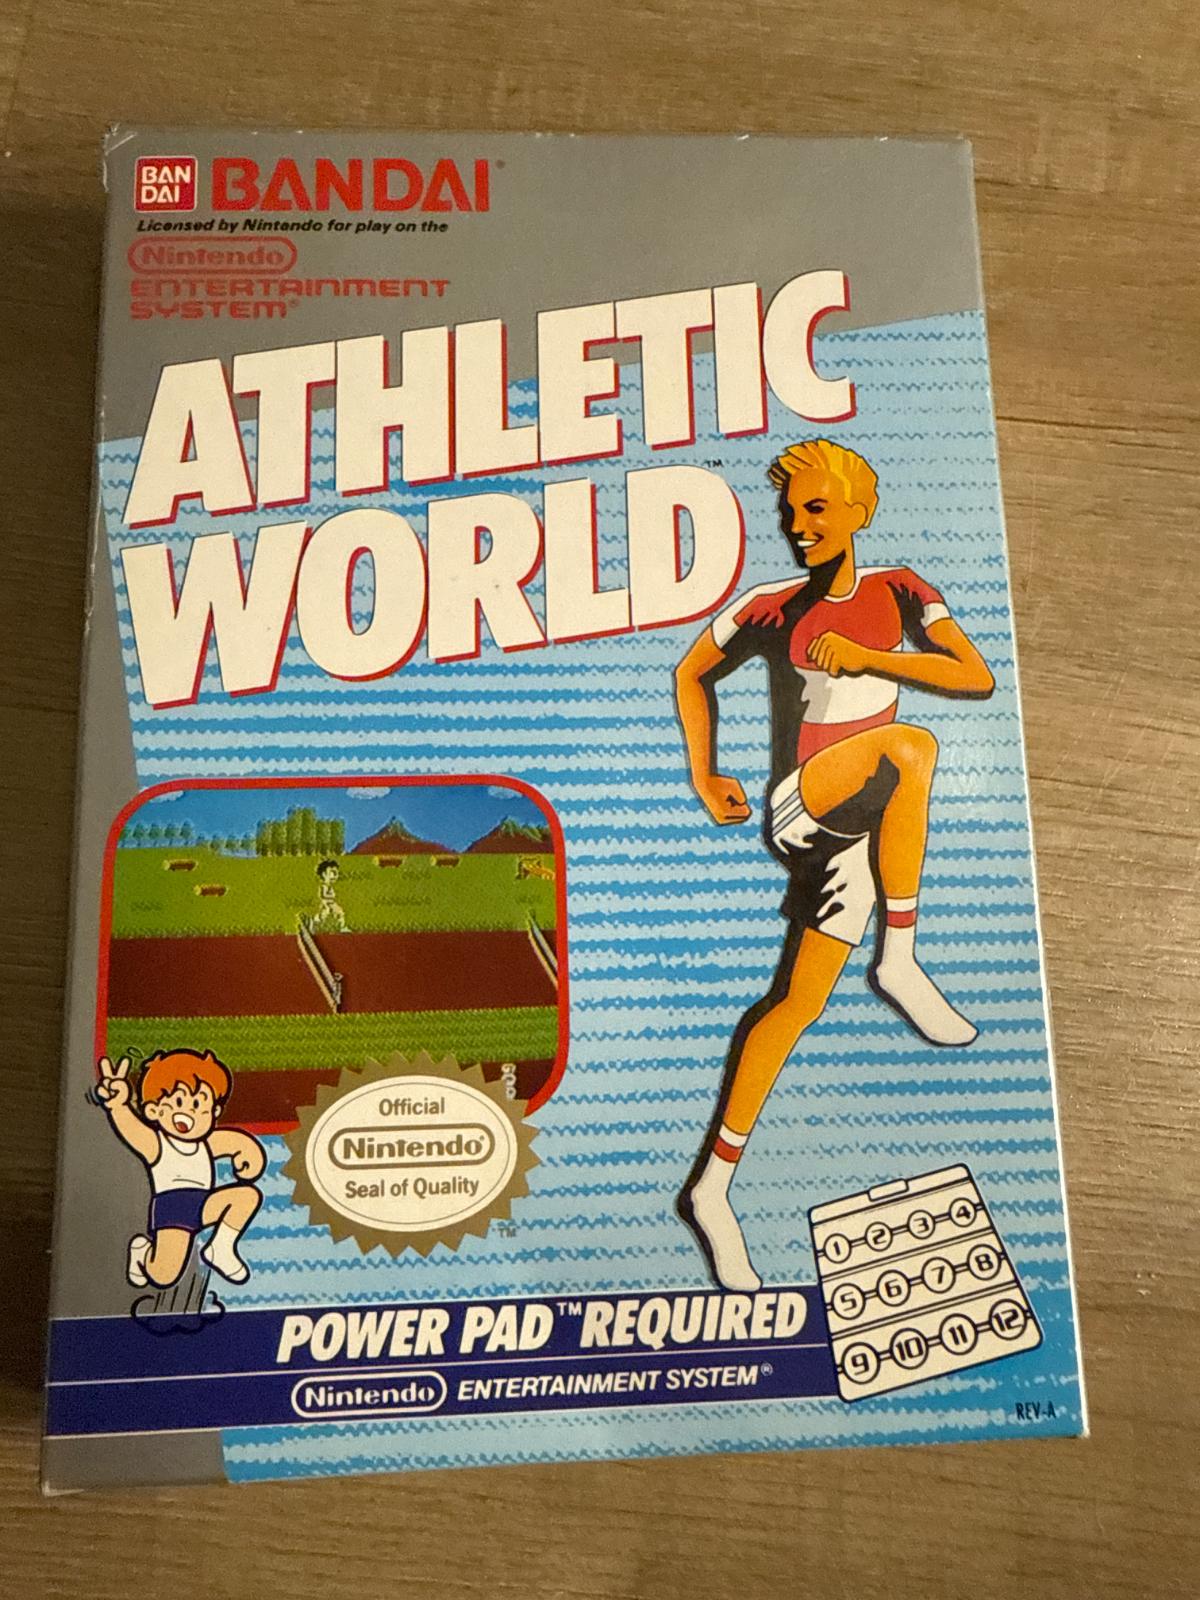 BAN
DAI
BANDAI®
Licensed by Nintendo for play on the
Nintendo
ENTERTAINMENT
SYSTEM®
ATHLETIC
WORLD™
Official
Nintendo®
Seal of Quality
TM
1 2 3 4
5 6 7 8
9 10 11 12
POWER PAD™ REQUIRED
Nintendo ENTERTAINMENT SYSTEM®
REV-A